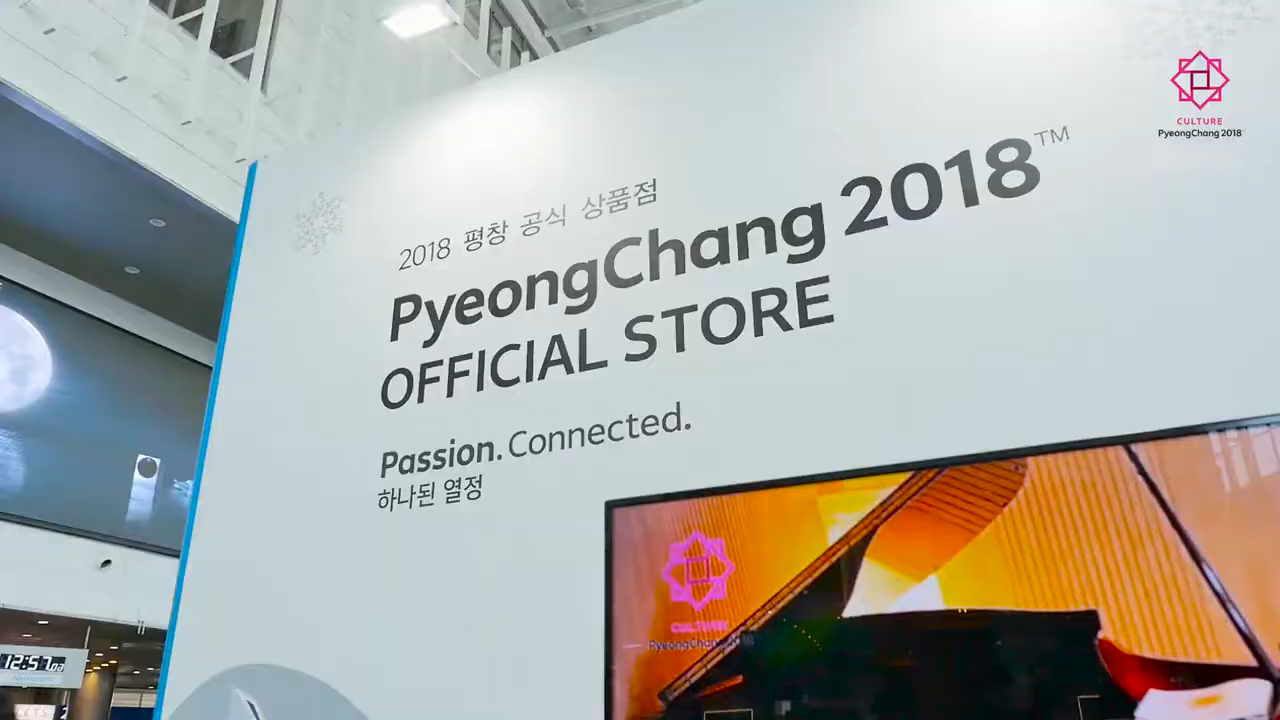 2018 평창 공식 상품점
PyeongChang 2018™
OFFICIAL STORE
Passion. Connected.
하나된 열정
CULTURE
PyeongChang 2018
CULTURE
12:57